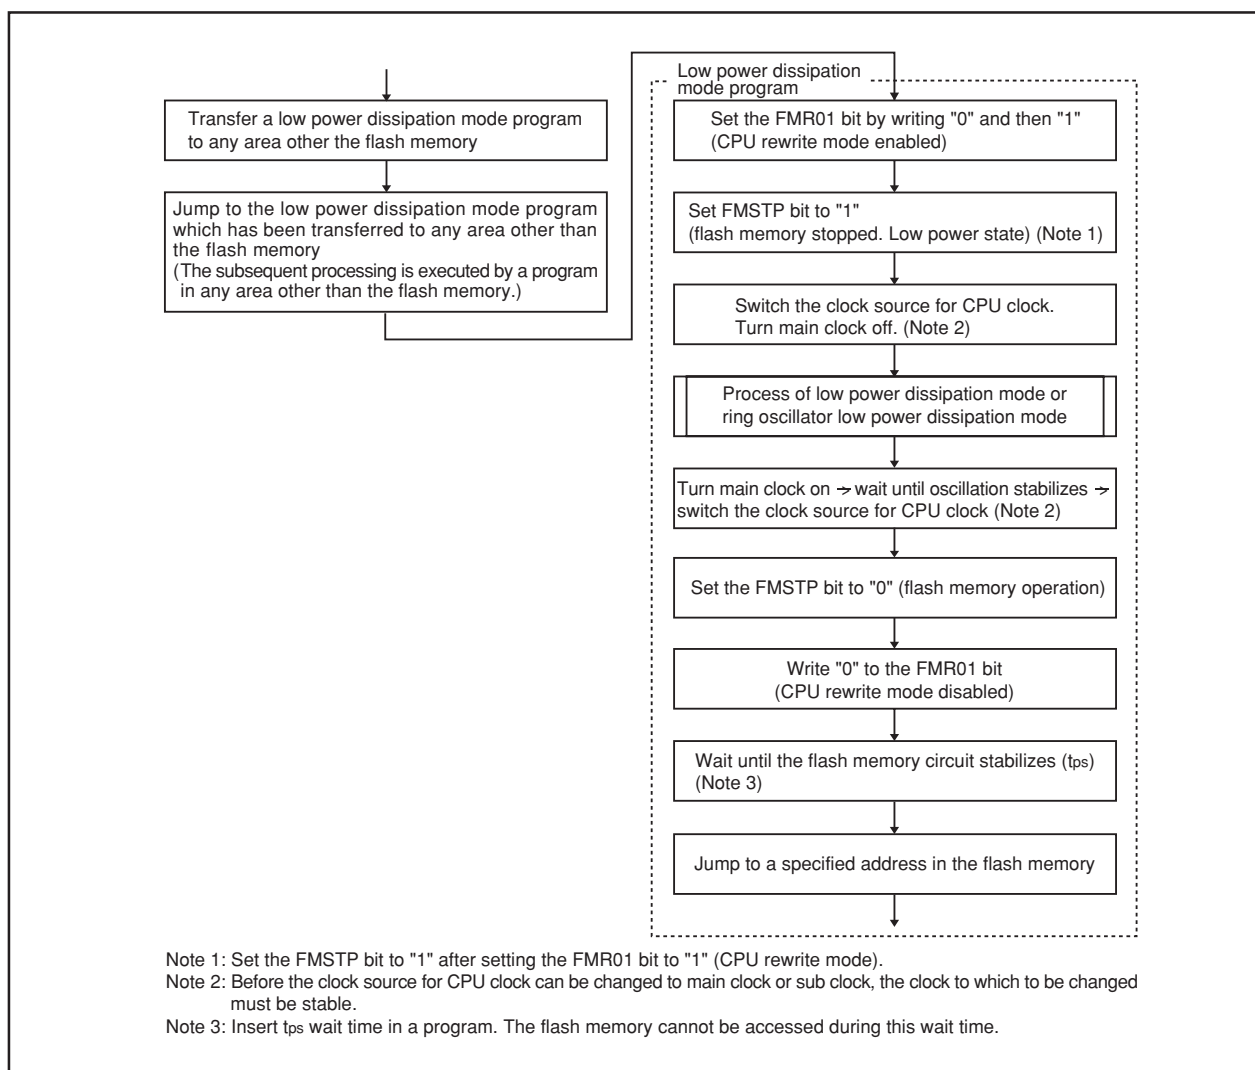 Transfer a low power dissipation mode program
to any area other the flash memory
Jump to the low power dissipation mode program
which has been transferred to any area other than
the flash memory
(The subsequent processing is executed by a program
in any area other than the flash memory.)
Low power dissipation
mode program
Set the FMR01 bit by writing "0" and then "1"
(CPU rewrite mode enabled)
Set FMSTP bit to "1"
(flash memory stopped. Low power state) (Note 1)
Switch the clock source for CPU clock.
Turn main clock off. (Note 2)
Process of low power dissipation mode or
ring oscillator low power dissipation mode
Turn main clock on → wait until oscillation stabilizes →
switch the clock source for CPU clock (Note 2)
Set the FMSTP bit to "0" (flash memory operation)
Write "0" to the FMR01 bit
(CPU rewrite mode disabled)
Wait until the flash memory circuit stabilizes (tps)
(Note 3)
Jump to a specified address in the flash memory
Note 1: Set the FMSTP bit to "1" after setting the FMR01 bit to "1" (CPU rewrite mode).
Note 2: Before the clock source for CPU clock can be changed to main clock or sub clock, the clock to which to be changed
must be stable.
Note 3: Insert tps wait time in a program. The flash memory cannot be accessed during this wait time.